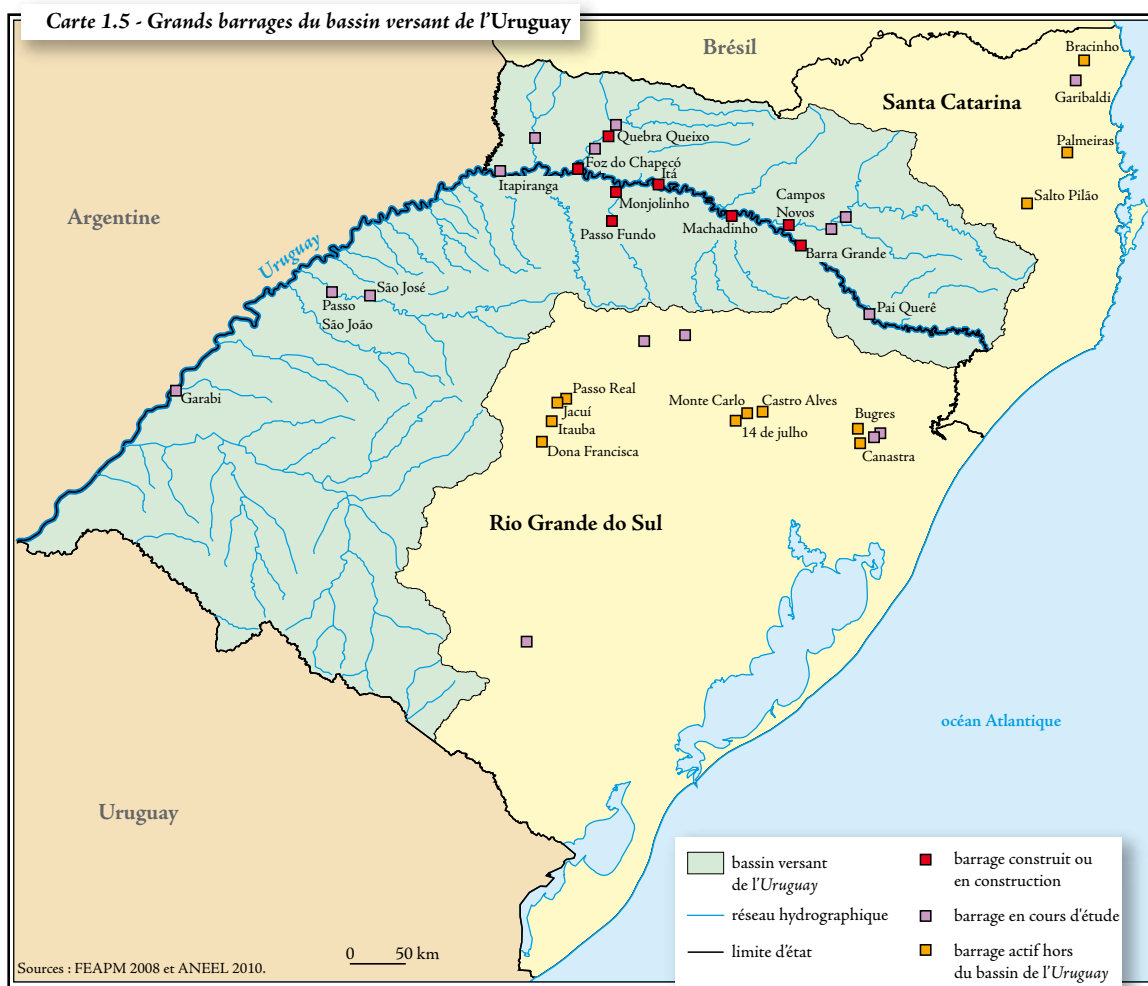 Carte 1.5 - Grands barrages du bassin versant de l'Uruguay
Brésil
Bracinho
Garibaldi
Santa Catarina
Palmeiras
Quebra Queixo
Foz do Chapecó
Itá
Itapiranga
Monjolinho
Campos
Novos
Salto Pilão
Argentine
Passo Fundo
Machadinho
Barra Grande
Uruguay
São José
Passo
São João
Pai Querê
Garabi
Passo Real
Jacuí
Itauba
Dona Francisca
Monte Carlo
Castro Alves
14 de julho
Bugres
Canastra
Rio Grande do Sul
océan Atlantique
Uruguay
bassin versant
de l'Uruguay
réseau hydrographique
limite d'état
barrage construit ou
en construction
barrage en cours d'étude
barrage actif hors
du bassin de l'Uruguay
0 50 km
Sources : FEAPM 2008 et ANEEL 2010.